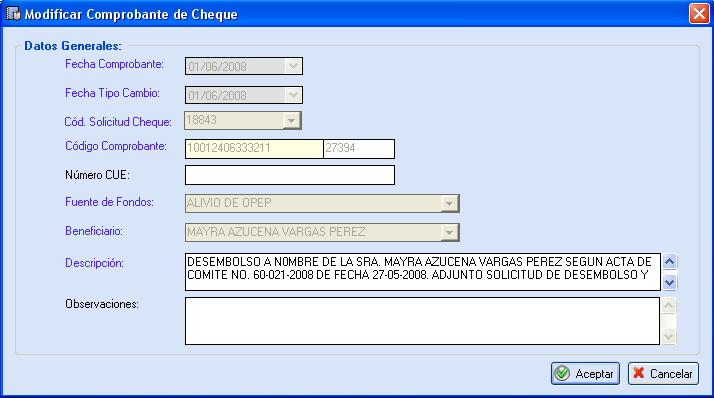 Modificar Comprobante de Cheque
Datos Generales:
Fecha Comprobante: 01/06/2008
Fecha Tipo Cambio: 01/06/2008
Cód. Solicitud Cheque: 18843
Código Comprobante: 10012406333211 27394
Número CUE:
Fuente de Fondos: ALIVIO DE OPEP
Beneficiario: MAYRA AZUCENA VARGAS PEREZ
Descripción: DESEMBOLSO A NOMBRE DE LA SRA. MAYRA AZUCENA VARGAS PEREZ SEGUN ACTA DE
COMITE NO. 60-021-2008 DE FECHA 27-05-2008. ADJUNTO SOLICITUD DE DESEMBOLSO Y
Observaciones:
Aceptar Cancelar